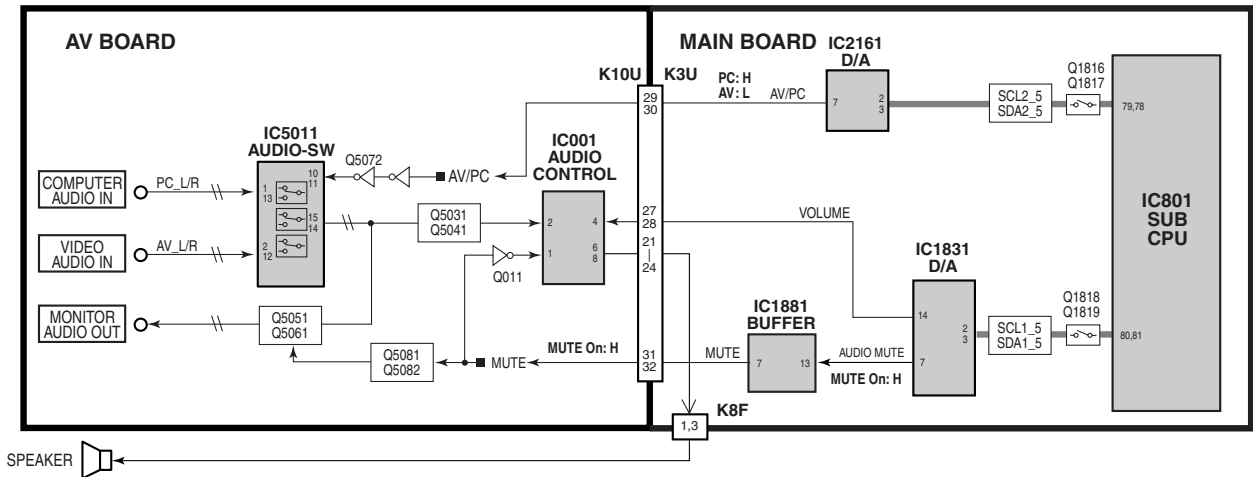 AV BOARD
MAIN BOARD
IC2161
D/A
K10U
K3U
PC: H
AV: L
AV/PC
7
2
3
SCL2_5
SDA2_5
Q1816
Q1817
79,78
29
30
IC5011
AUDIO-SW
Q5072
AV/PC
IC001
AUDIO
CONTROL
COMPUTER
AUDIO IN
PC_L/R
1
13
10
11
15
14
2
12
VIDEO
AUDIO IN
AV_L/R
Q5031
Q5041
2
4
1
6
8
Q011
27
28
21
24
VOLUME
IC801
SUB
CPU
IC1831
D/A
14
2
3
7
SCL1_5
SDA1_5
Q1818
Q1819
80,81
MONITOR
AUDIO OUT
Q5051
Q5061
Q5081
Q5082
MUTE
MUTE On: H
31
32
MUTE
IC1881
BUFFER
7
13
AUDIO MUTE
MUTE On: H
K8F
1,3
SPEAKER